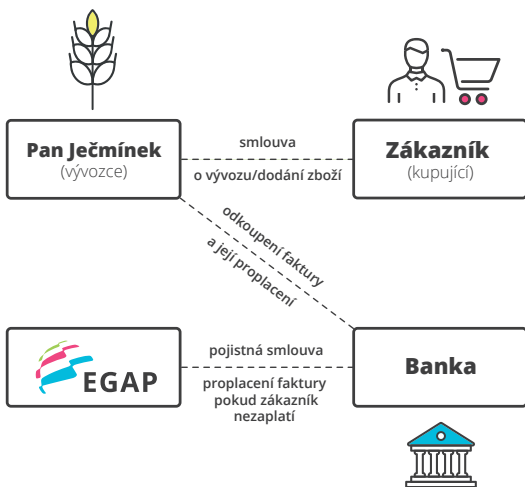 Pan Ječmínek
(vývozce)
smlouva
o vývozu/dodání zboží
Zákazník
(kupující)
odkoupení faktury
a její proplacení
EGAP
pojistná smlouva
proplacení faktury
pokud zákazník
nezaplatí
Banka